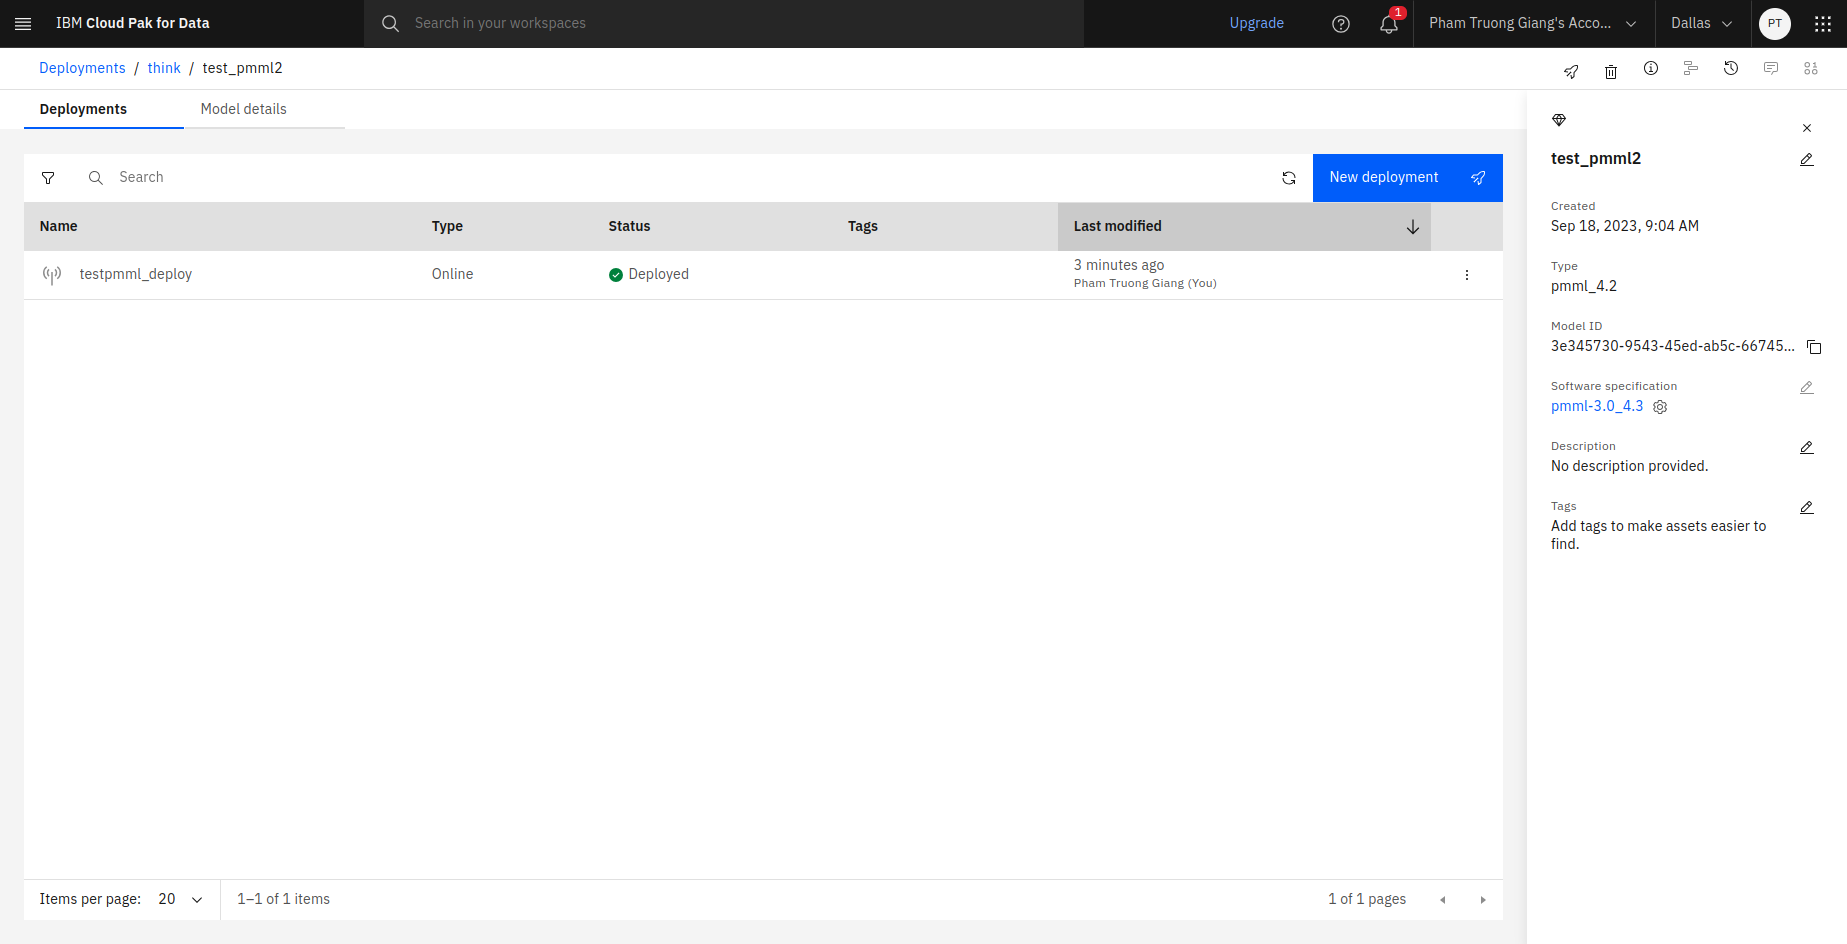 IBM Cloud Pak for Data
Search in your workspaces
Upgrade
1
Pham Truong Giang's Acco...
Dallas
PT
Deployments / think / test_pmml2
Deployments
Model details
Search
New deployment
Name Type Status Tags Last modified
testpmml_deploy Online Deployed 3 minutes ago
Pham Truong Giang (You)
Items per page: 20 1–1 of 1 items 1 of 1 pages
test_pmml2
Created
Sep 18, 2023, 9:04 AM
Type
pmml_4.2
Model ID
3e345730-9543-45ed-ab5c-66745...
Software specification
pmml-3.0_4.3
Description
No description provided.
Tags
Add tags to make assets easier to
find.